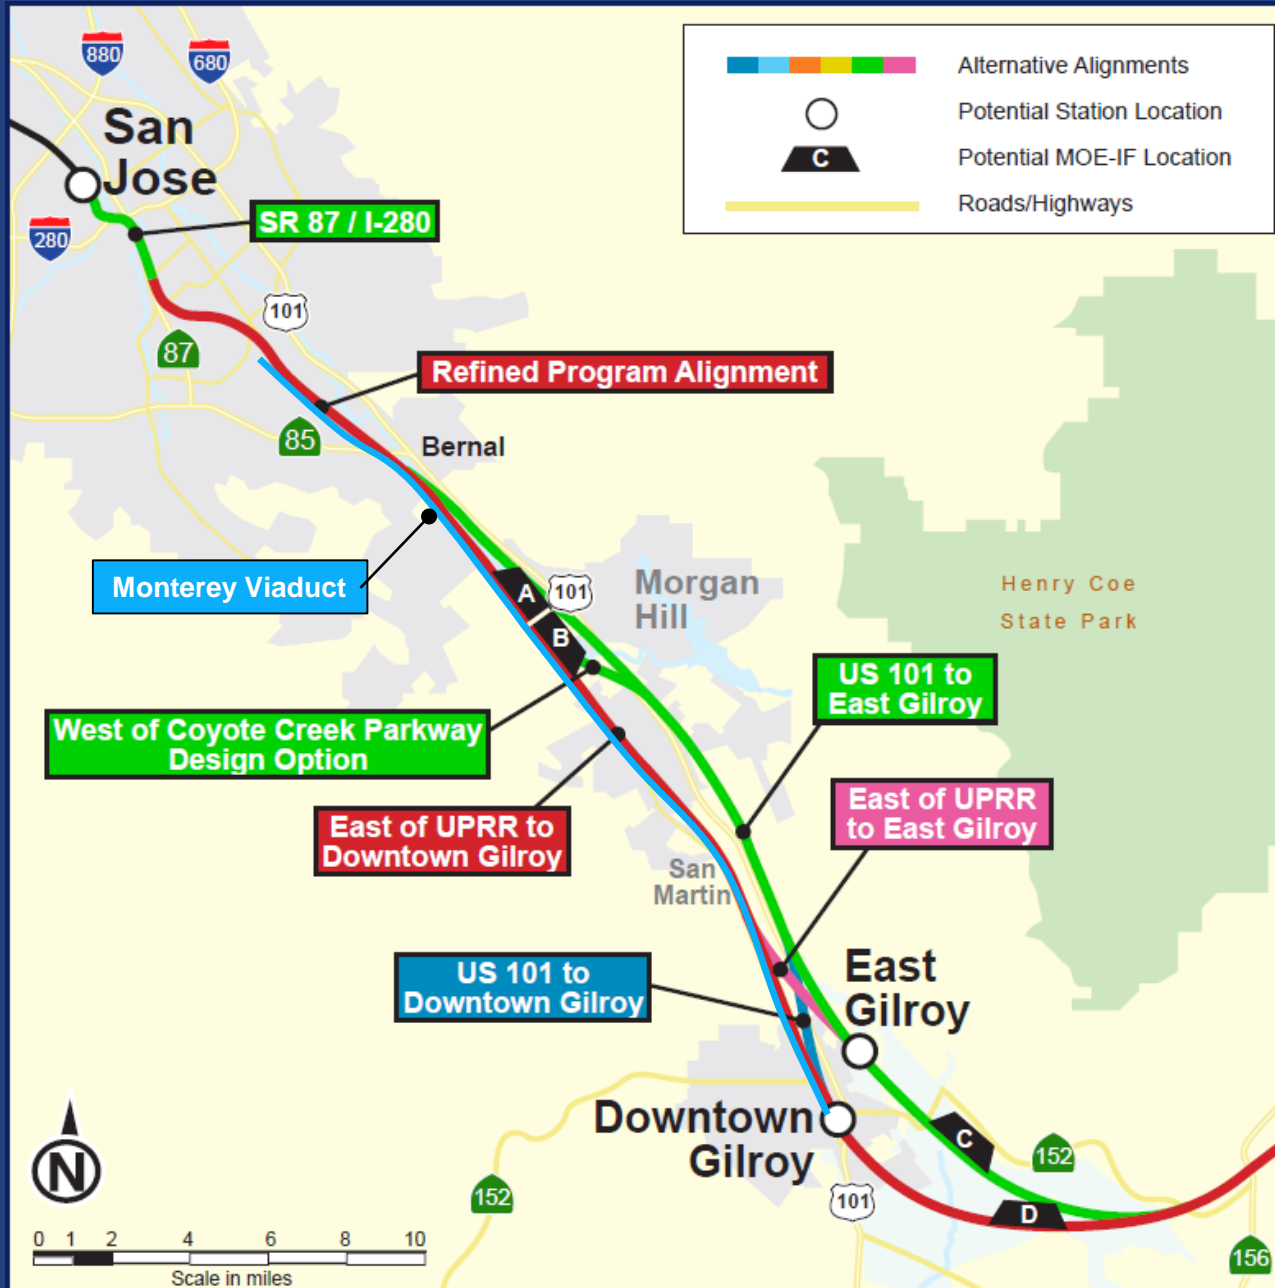 880
680
San
Jose
280
SR 87 / I-280
101
87
Alternative Alignments
Potential Station Location
C
Potential MOE-IF Location
Roads/Highways
Refined Program Alignment
85
Bernal
Monterey Viaduct
A
101
B
Morgan
Hill
Henry Coe
State Park
US 101 to
East Gilroy
West of Coyote Creek Parkway
Design Option
East of UPRR
to East Gilroy
East of UPRR to
Downtown Gilroy
San
Martin
US 101 to
Downtown Gilroy
East
Gilroy
Downtown
Gilroy
C
152
D
101
152
156
N
0 1 2 4 6 8 10
Scale in miles